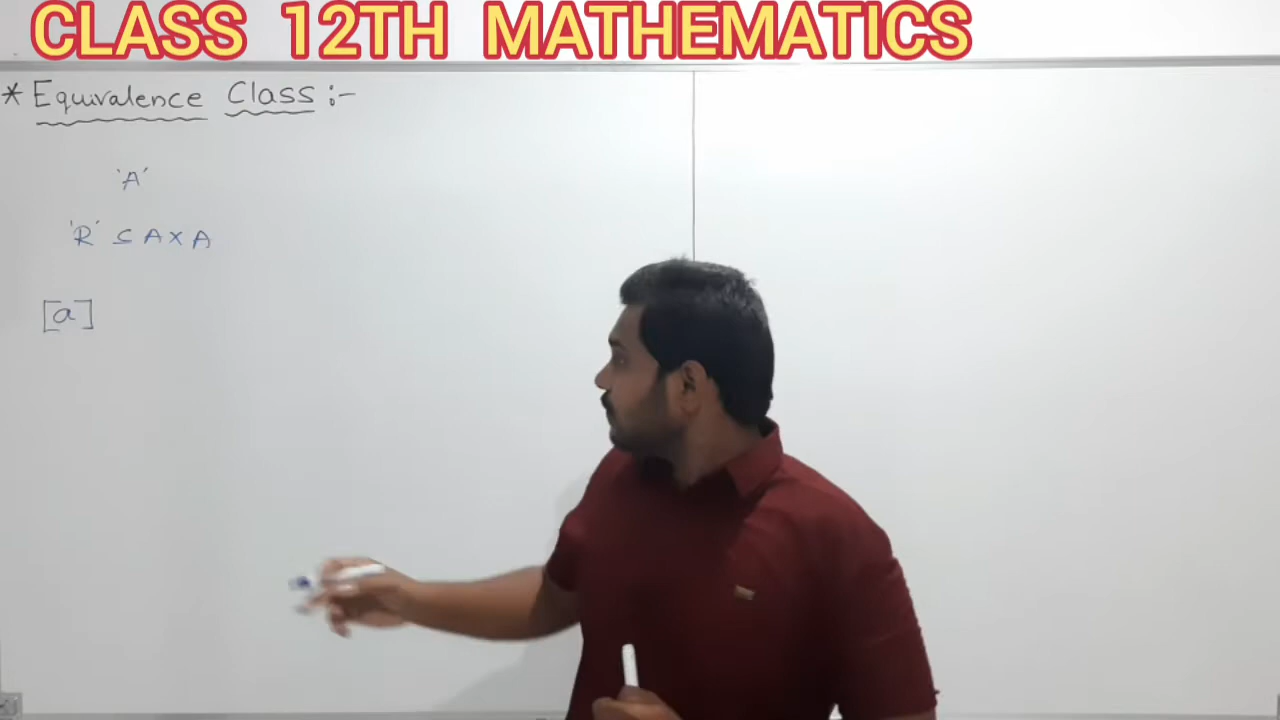 CLASS 12TH MATHEMATICS
* Equivalence Class :-
'A'
'R' ⊆ A × A
[a]